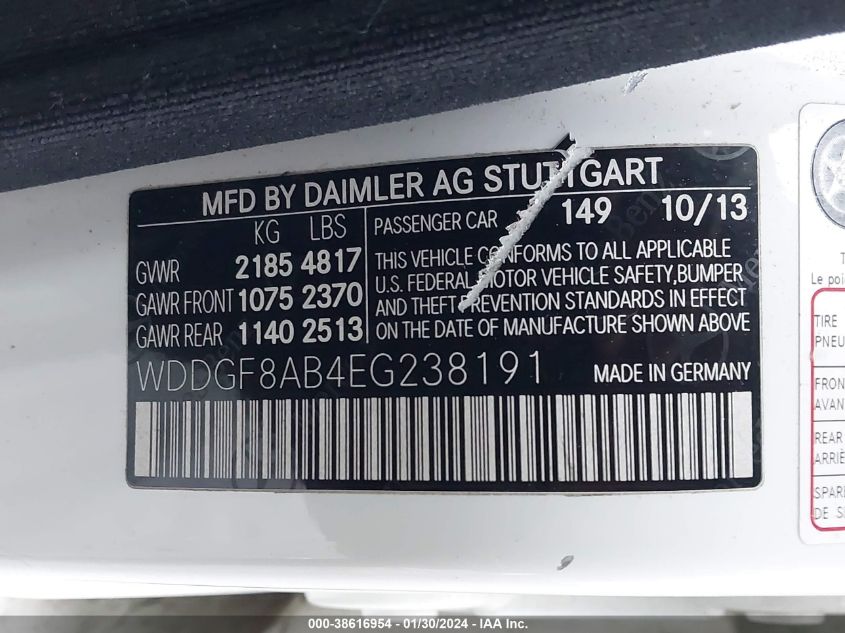 MFD BY DAIMLER AG STUTTGART
KG LBS
GVWR 2185 4817
GAWR FRONT 1075 2370
GAWR REAR 1140 2513
PASSENGER CAR 149 10/13
THIS VEHICLE CONFORMS TO ALL APPLICABLE
U.S. FEDERAL MOTOR VEHICLE SAFETY,BUMPER
AND THEFT PREVENTION STANDARDS IN EFFECT
ON THE DATE OF MANUFACTURE SHOWN ABOVE
WDDGF8AB4EG238191 MADE IN GERMANY
Le poi
TIRE
PNEU
FRON
AVAN
REAR
ARRIÈ
SPAR
DE S
000-38616954 - 01/30/2024 - IAA Inc.